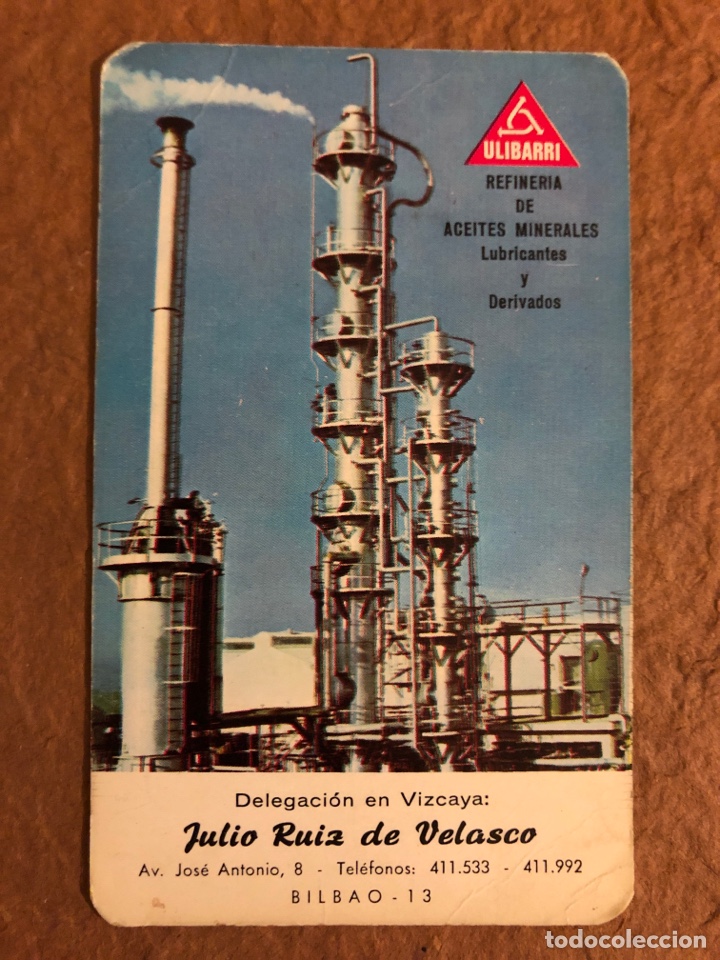 ULIBARRI
REFINERIA
DE
ACEITES MINERALES
Lubricantes
y
Derivados
Delegación en Vizcaya:
Julio Ruiz de Velasco
Av. José Antonio, 8 - Teléfonos: 411.533 - 411.992
BILBAO - 13
todocoleccion